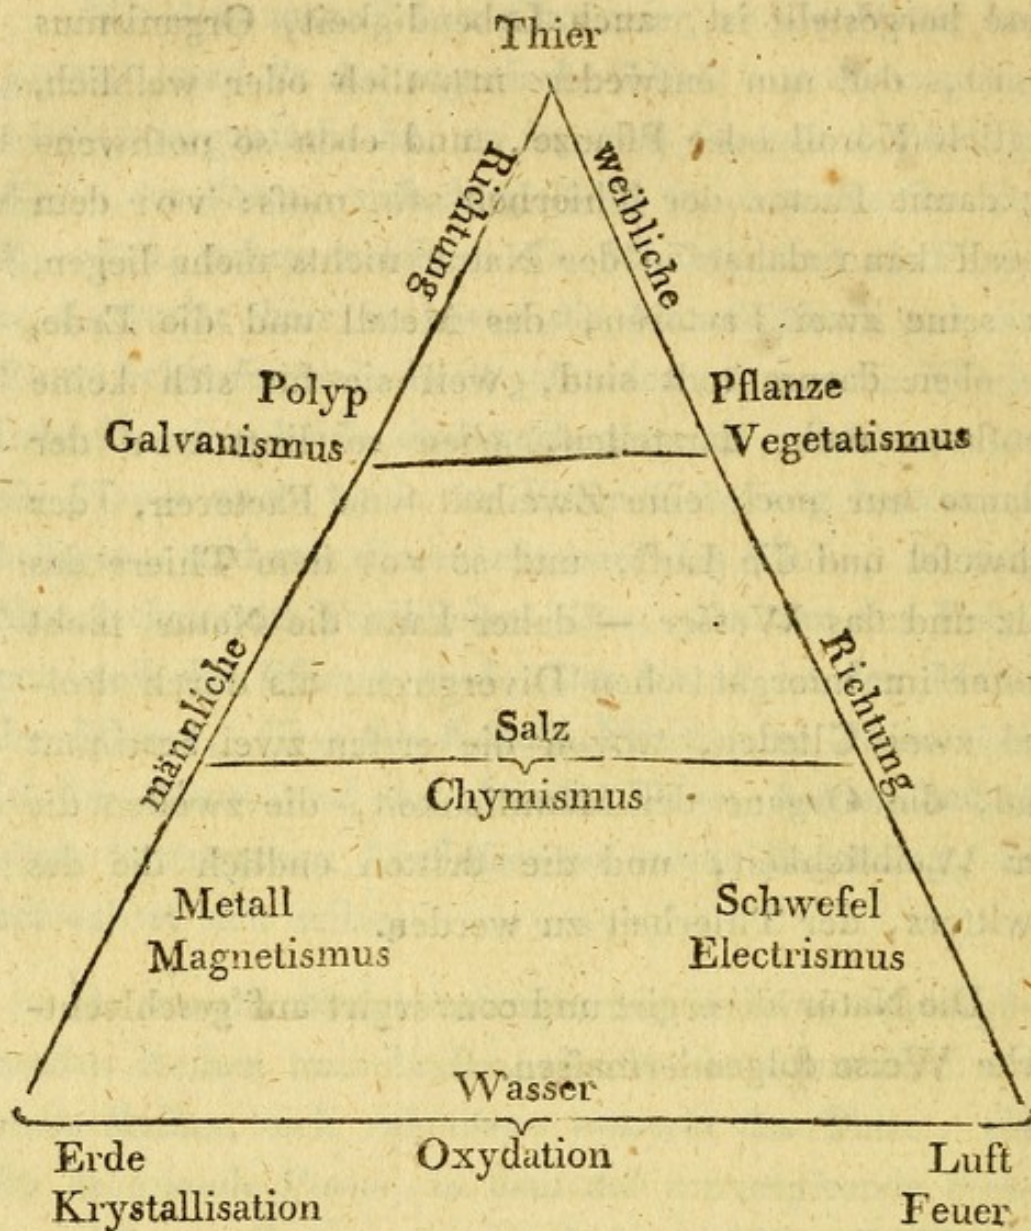 Thier
Richtung
weibliche
Polyp
Galvanismus
Pflanze
Vegetatismus
männliche
Richtung
Salz
Chymismus
Metall
Magnetismus
Schwefel
Electrismus
Wasser
Oxydation
Erde
Krystallisation
Luft
Feuer